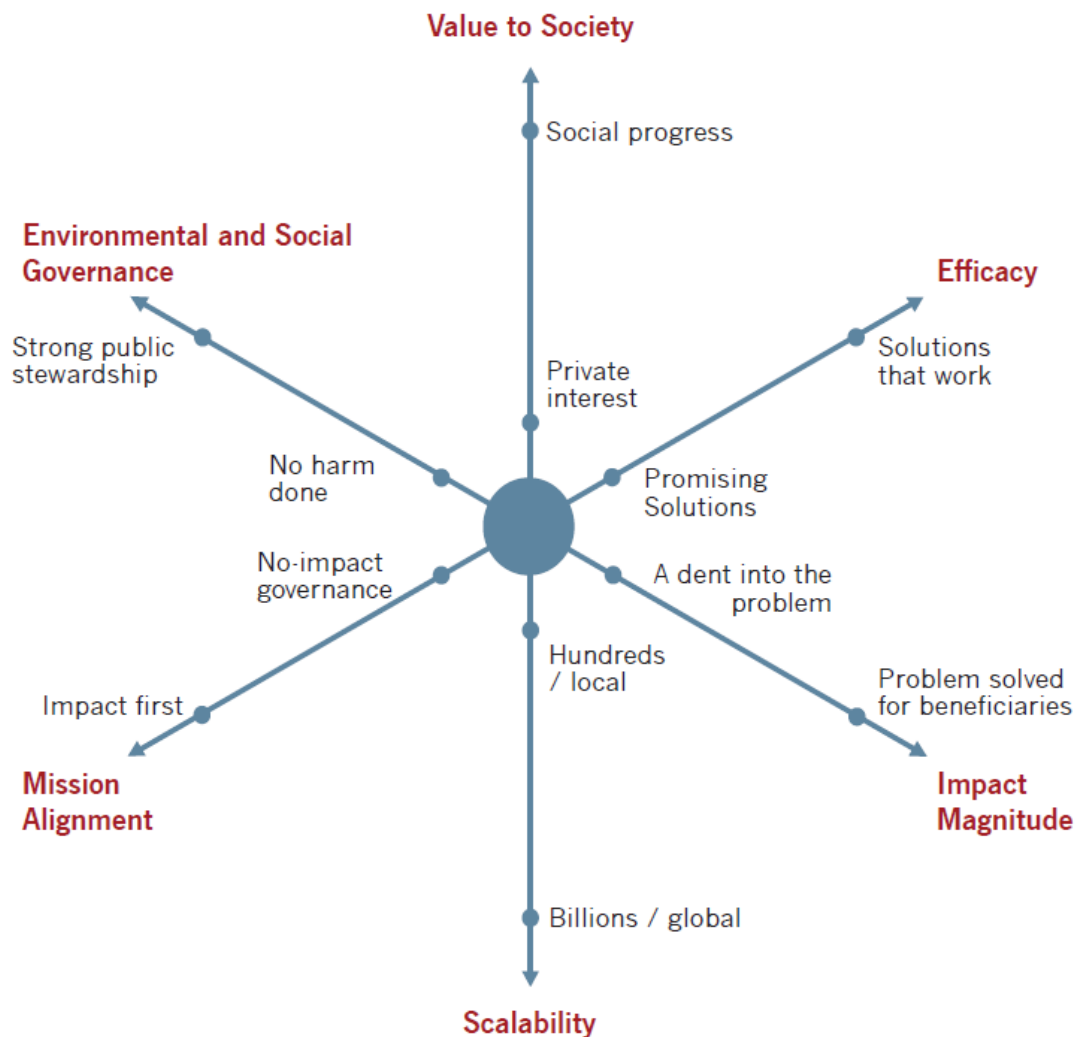 Value to Society
Social progress
Environmental and Social
Governance
Efficacy
Strong public
stewardship
Solutions
that work
Private
interest
No harm
done
Promising
Solutions
No-impact
governance
A dent into the
problem
Hundreds
/ local
Impact first
Problem solved
for beneficiaries
Mission
Alignment
Impact
Magnitude
Billions / global
Scalability